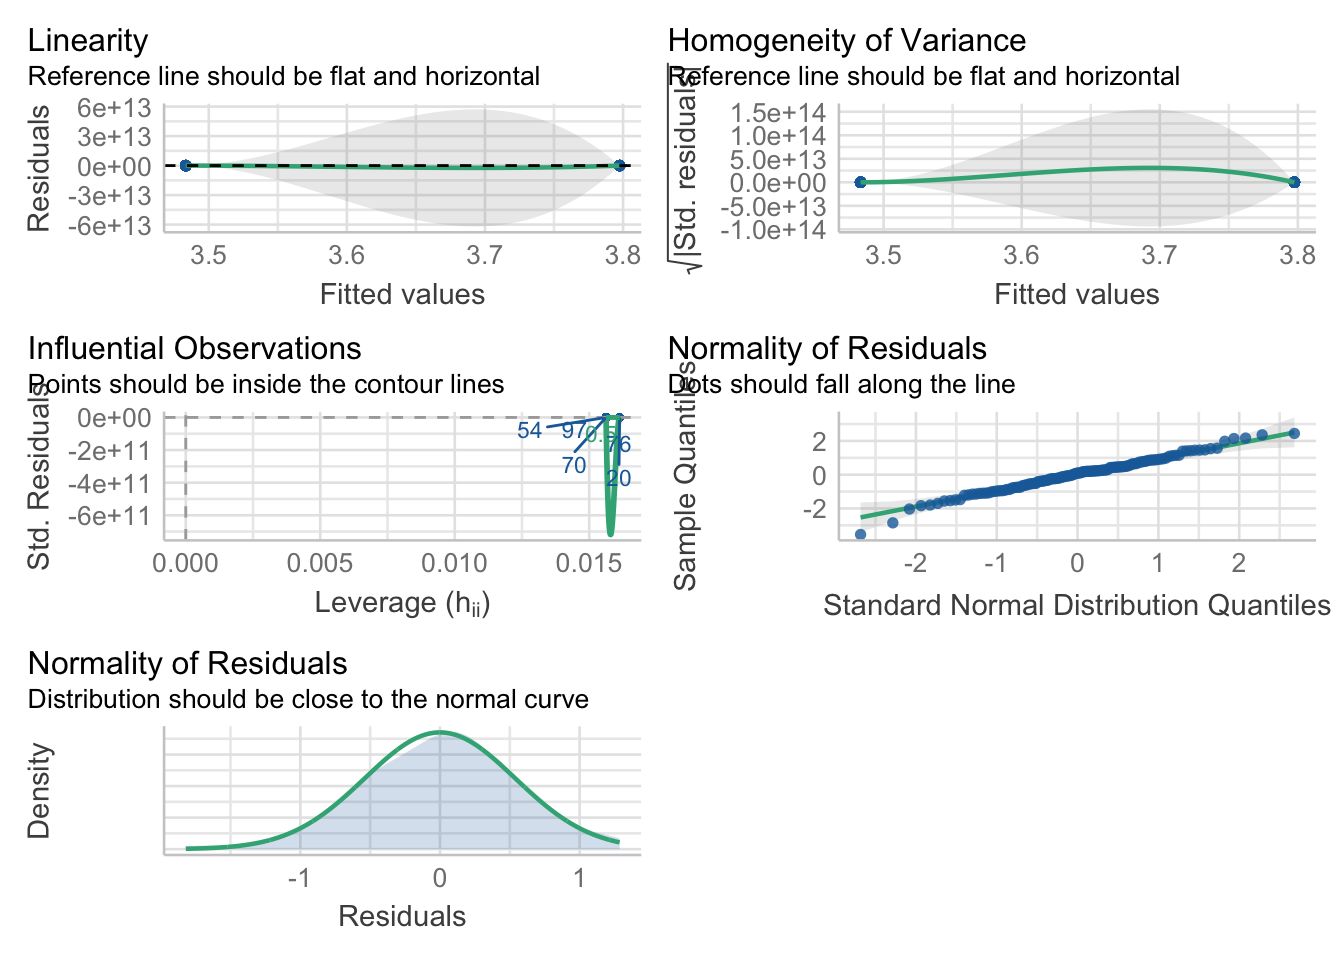 Linearity
Reference line should be flat and horizontal
Residuals
6e+13
3e+13
0e+00
-3e+13
-6e+13
3.5 3.6 3.7 3.8
Fitted values
Homogeneity of Variance
Reference line should be flat and horizontal
√|Std. residuals|
1.5e+14
1.0e+14
5.0e+13
0.0e+00
-5.0e+13
-1.0e+14
3.5 3.6 3.7 3.8
Fitted values
Influential Observations
Points should be inside the contour lines
Std. Residuals
0e+00
-2e+11
-4e+11
-6e+11
54
97
0.5
76
70
20
0.000 0.005 0.010 0.015
Leverage (hᵢᵢ)
Normality of Residuals
Dots should fall along the line
Sample Quantiles
2
0
-2
-2 -1 0 1 2
Standard Normal Distribution Quantiles
Normality of Residuals
Distribution should be close to the normal curve
Density
-1 0 1
Residuals